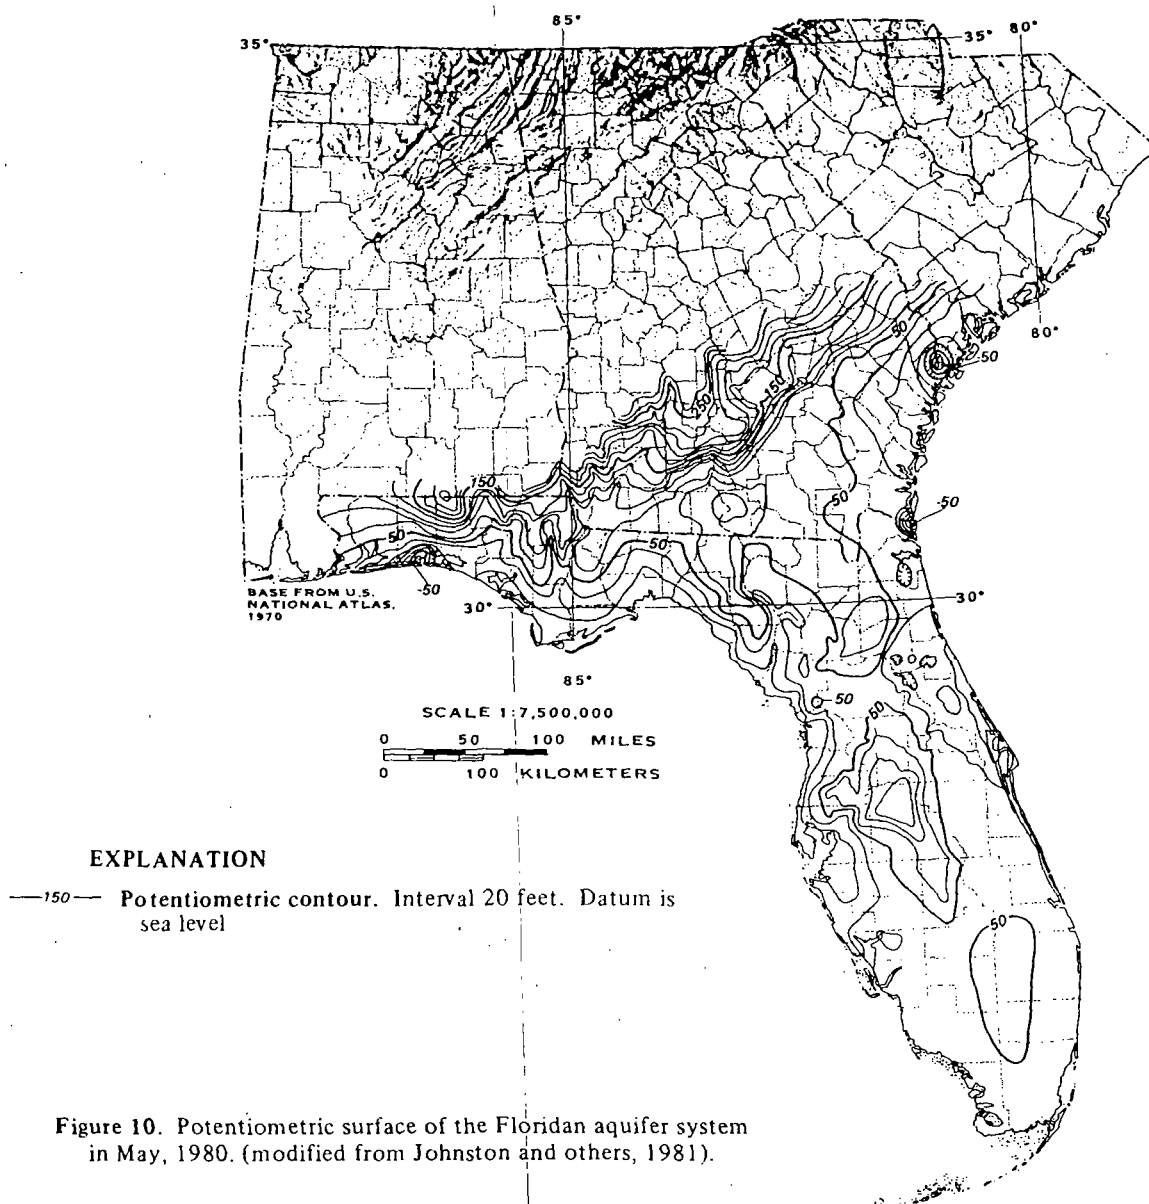 85°
35°
35° 80°
50
-50
80°
250
150
150
50
-50
50
50
-50
BASE FROM U.S.
NATIONAL ATLAS,
1970
30°
30°
85°
50
50
SCALE 1:7,500,000
0 50 100 MILES
0 100 KILOMETERS
EXPLANATION
150 Potentiometric contour. Interval 20 feet. Datum is
sea level
50
Figure 10. Potentiometric surface of the Floridan aquifer system
in May, 1980. (modified from Johnston and others, 1981).